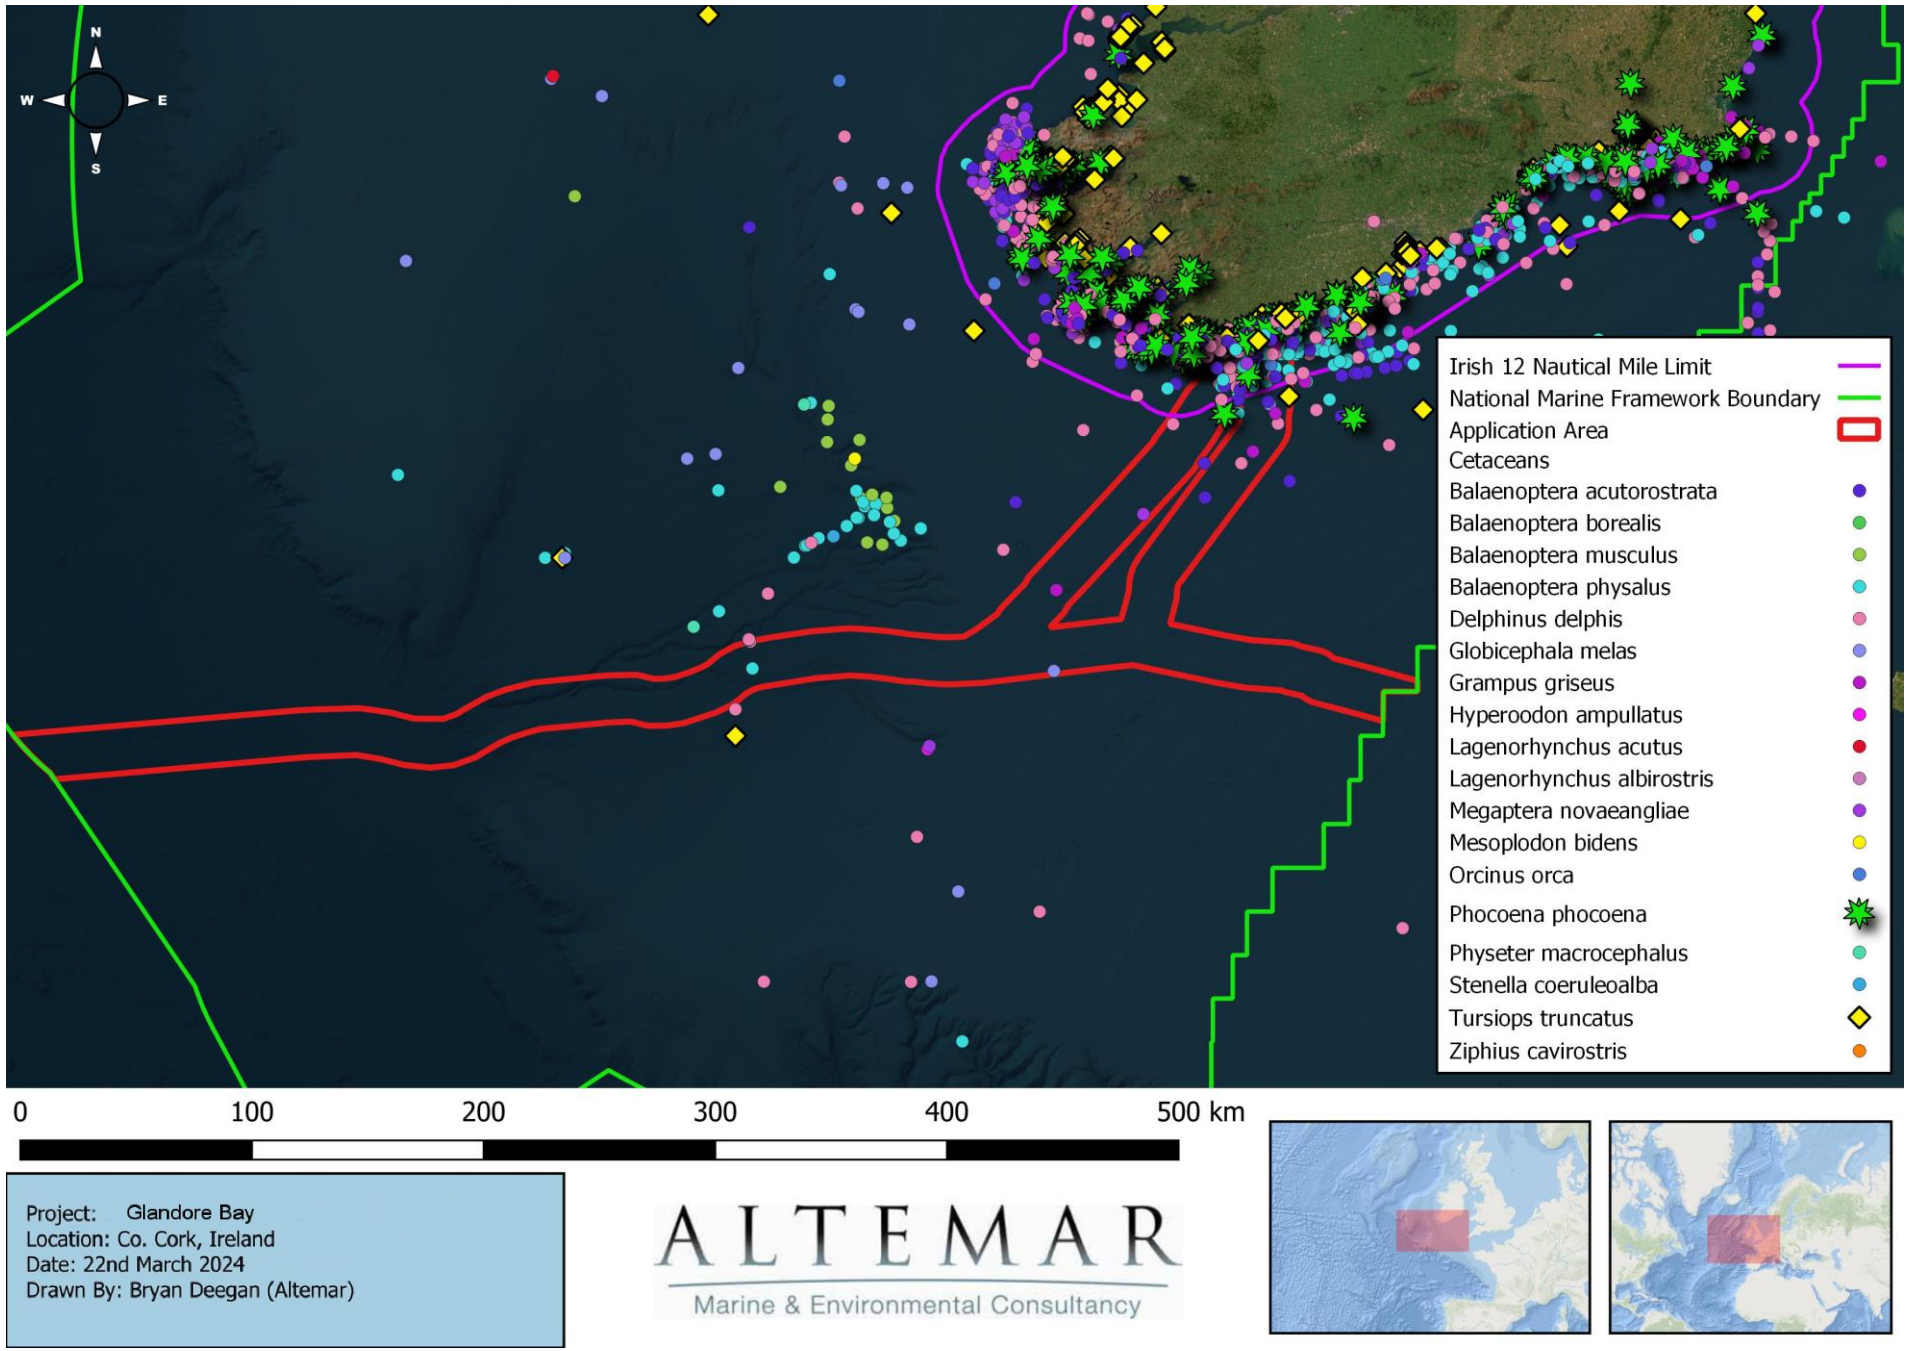 N
W
E
S
Irish 12 Nautical Mile Limit
National Marine Framework Boundary
Application Area
Cetaceans
Balaenoptera acutorostrata
Balaenoptera borealis
Balaenoptera musculus
Balaenoptera physalus
Delphinus delphis
Globicephala melas
Grampus griseus
Hyperoodon ampullatus
Lagenorhynchus acutus
Lagenorhynchus albirostris
Megaptera novaeangliae
Mesoplodon bidens
Orcinus orca
Phocoena phocoena
Physeter macrocephalus
Stenella coeruleoalba
Tursiops truncatus
Ziphius cavirostris
0 100 200 300 400 500 km
Project: Glandore Bay
Location: Co. Cork, Ireland
Date: 22nd March 2024
Drawn By: Bryan Deegan (Altemar)
ALTEMAR
Marine & Environmental Consultancy